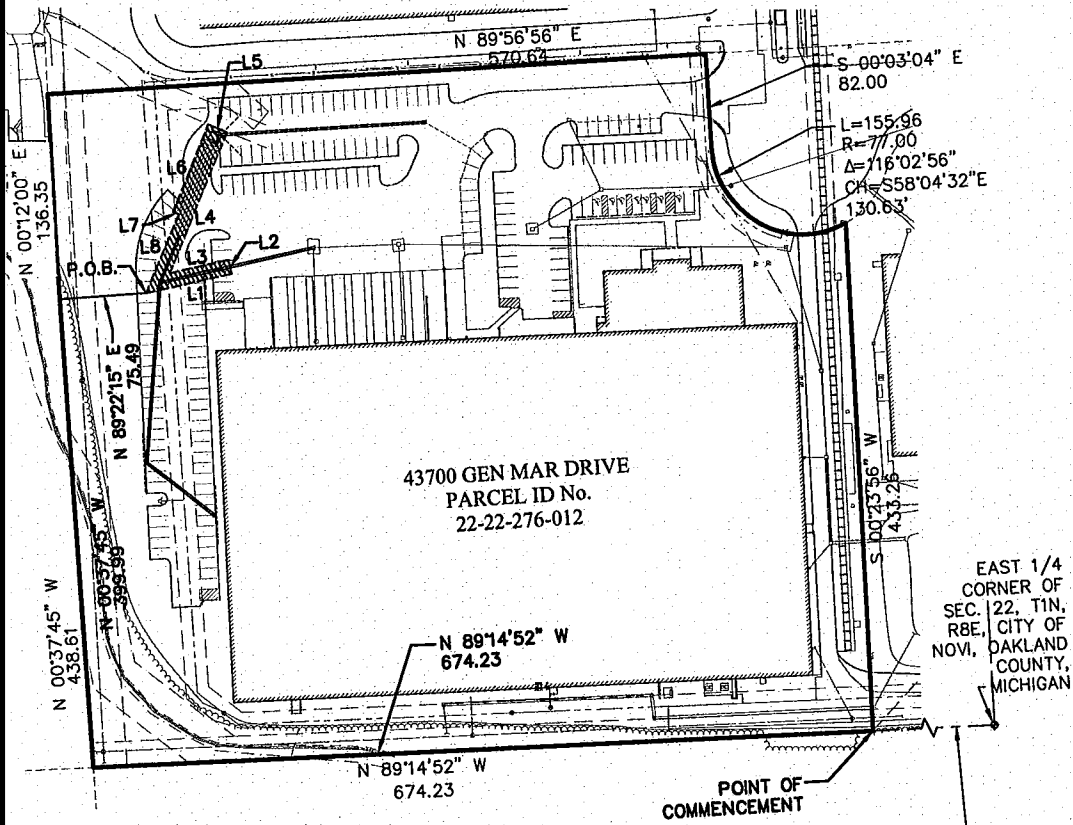 N 89°56'56" E
570.64
L5
S 00°03'04" E
82.00
L=155.96
R=77.00
Δ=116°02'56"
CH=S58°04'32"E
130.63'
N 00°12'00" E
136.35
L6
L7
L4
L8
L3
L2
P.O.B.
L1
N 89°22'15" E
75.49
43700 GEN MAR DRIVE
PARCEL ID No.
22-22-276-012
N 00°37'45" W
399.99
N 00°37'45" W
438.61
S 00°23'56" W
433.26
EAST 1/4
CORNER OF
SEC. 22, T1N,
R8E, CITY OF
NOVI, OAKLAND
COUNTY,
MICHIGAN
N 89°14'52" W
674.23
N 89°14'52" W
674.23
POINT OF
COMMENCEMENT